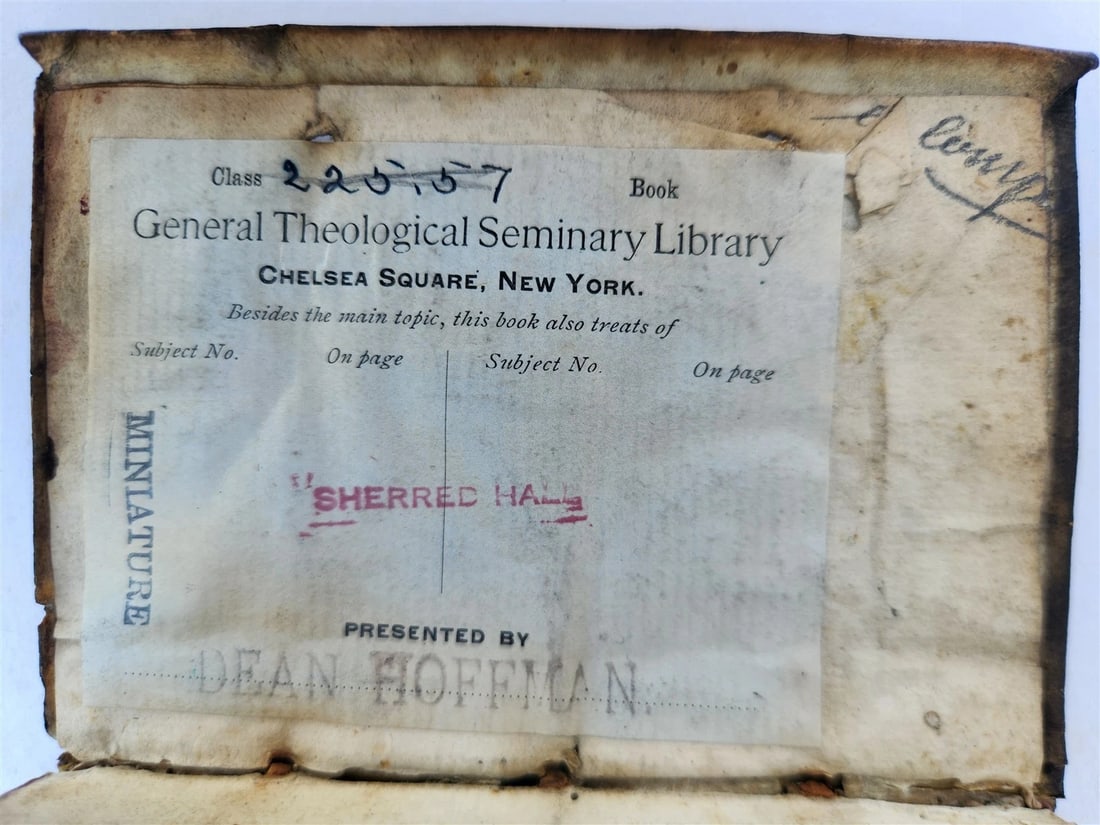 Class 225.57 Book
General Theological Seminary Library
CHELSEA SQUARE, NEW YORK.
Besides the main topic, this book also treats of
Subject No. On page Subject No. On page
MINIATURE
SHERRED HALL
PRESENTED BY
DEAN HOFFMAN.